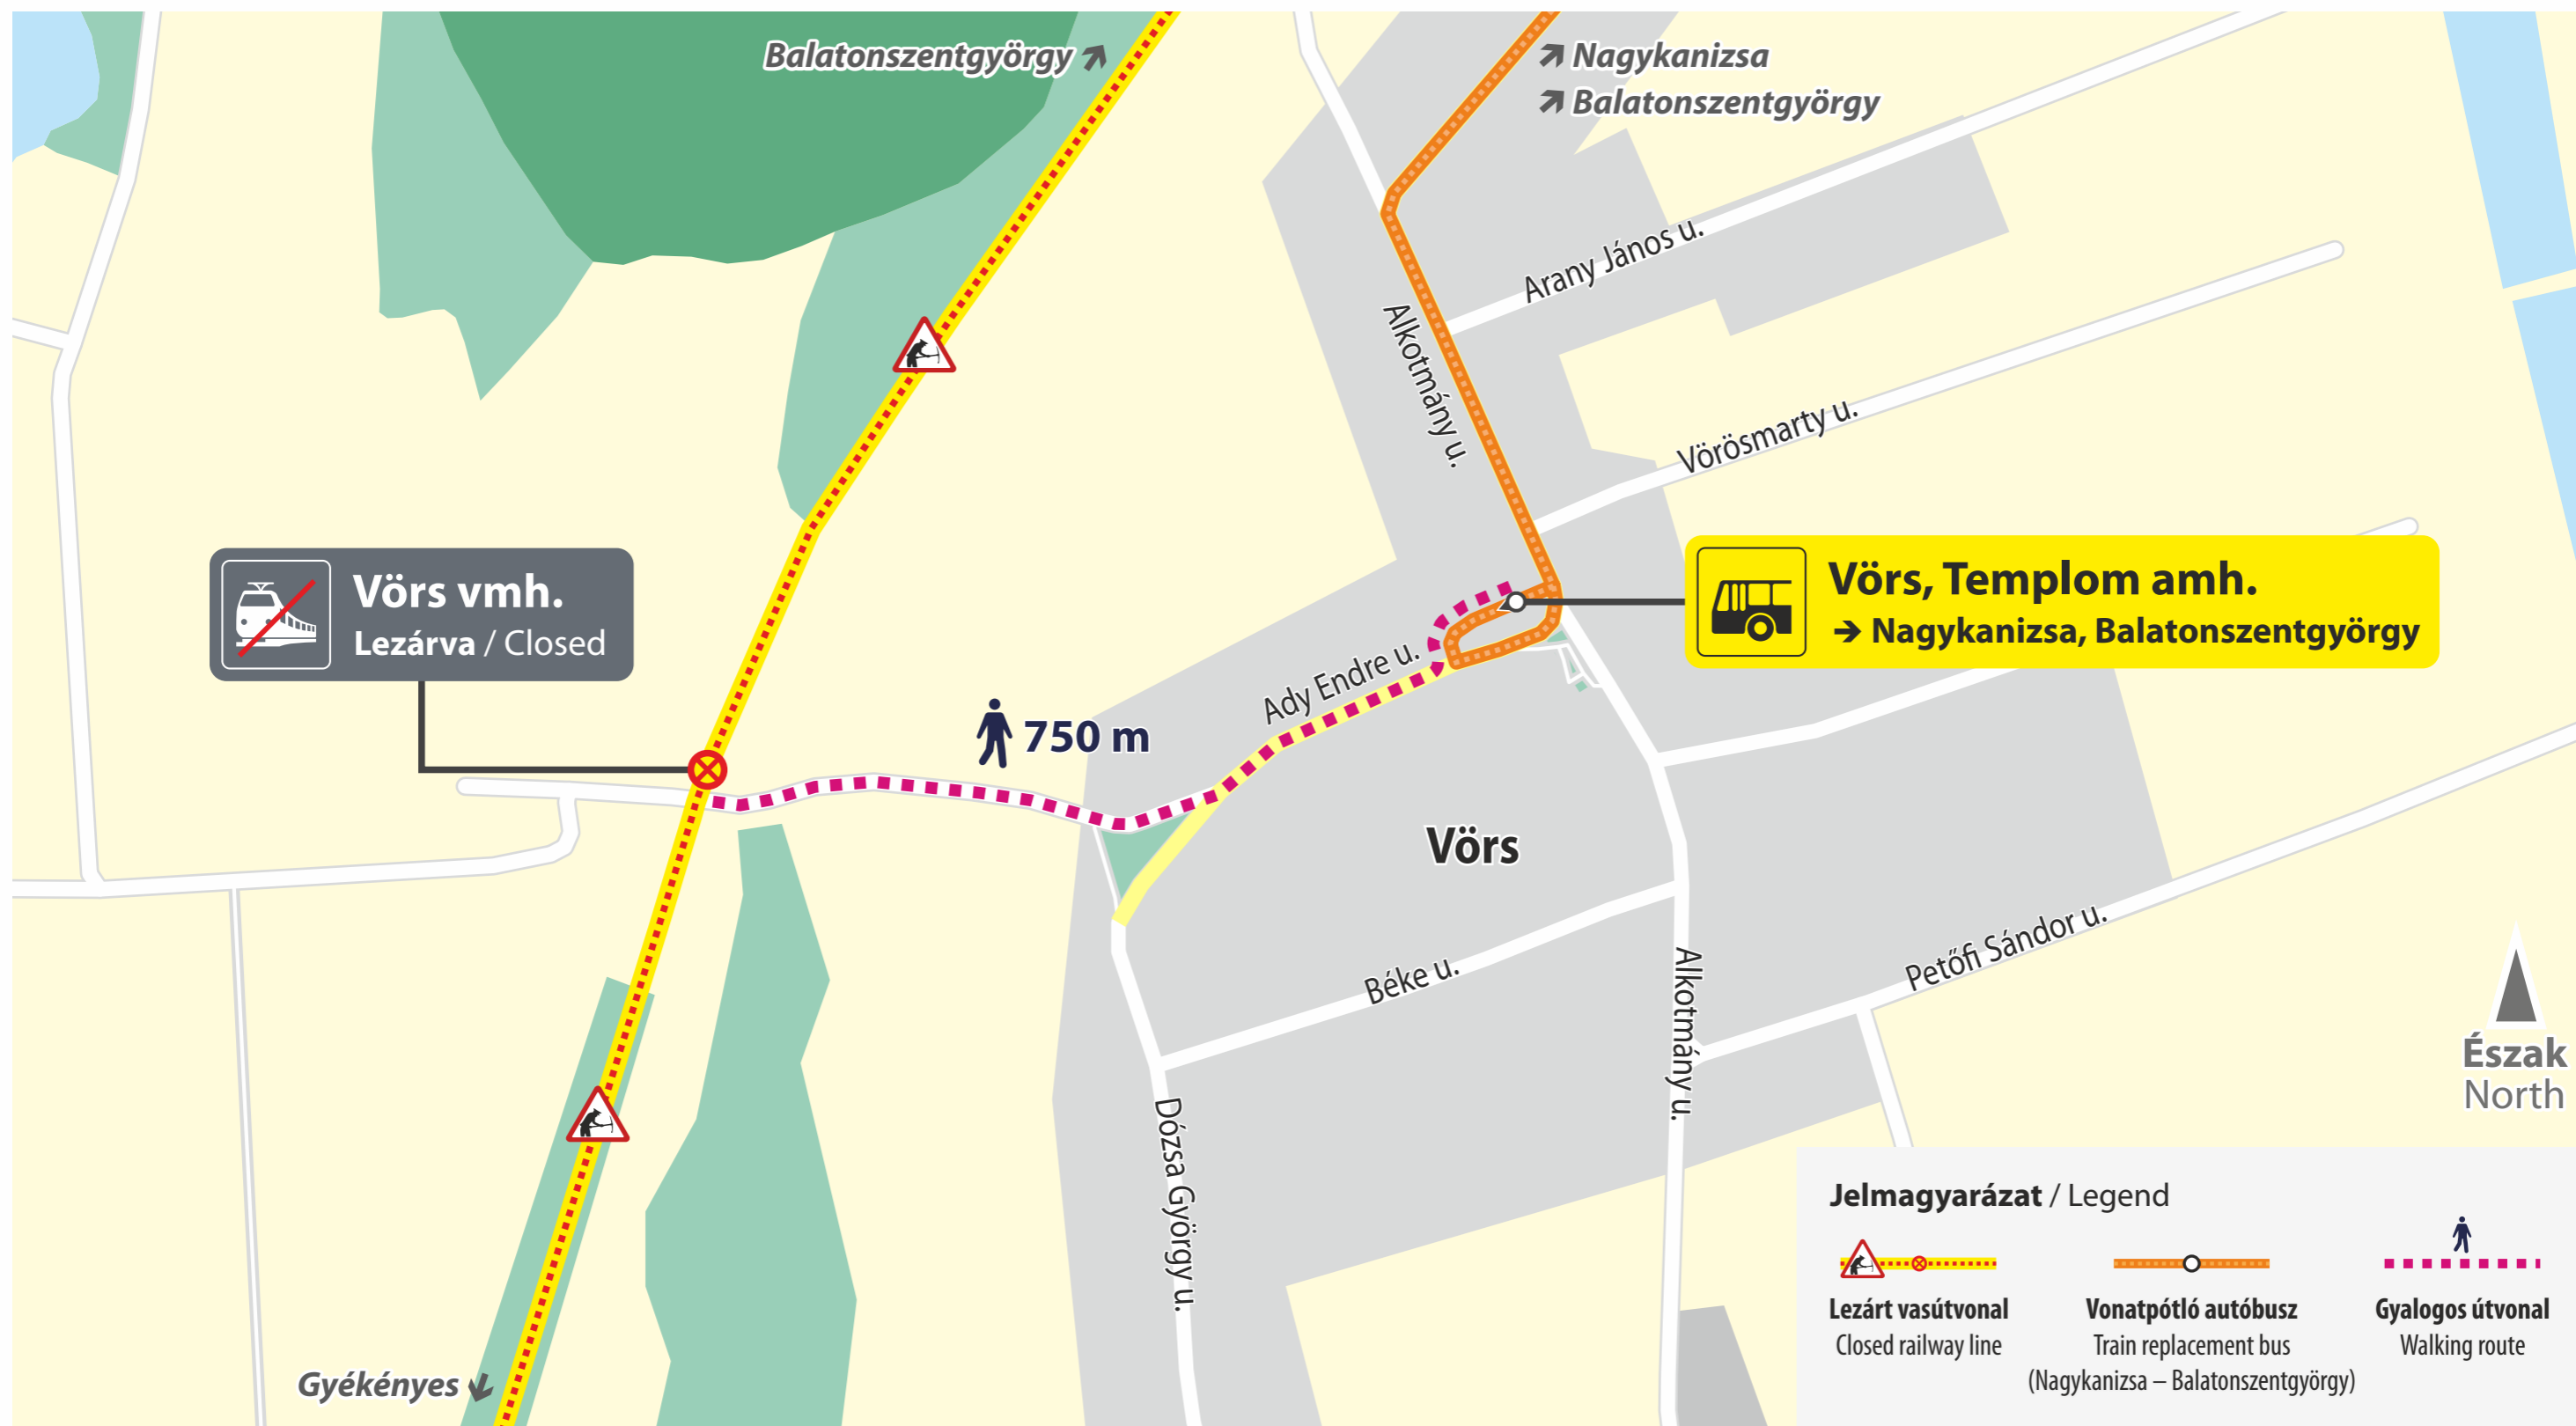 Balatonszentgyörgy ↗
↗ Nagykanizsa
↗ Balatonszentgyörgy
Arany János u.
Alkotmány u.
Vörösmarty u.
Vörs vmh.
Lezárva / Closed
Vörs, Templom amh.
→ Nagykanizsa, Balatonszentgyörgy
Ady Endre u.
750 m
Vörs
Béke u.
Alkotmány u.
Petőfi Sándor u.
Dózsa György u.
Észak
North
Gyékényes ↙
Jelmagyarázat / Legend
Lezárt vasútvonal
Closed railway line
Vonatpótló autóbusz
Train replacement bus
(Nagykanizsa – Balatonszentgyörgy)
Gyalogos útvonal
Walking route